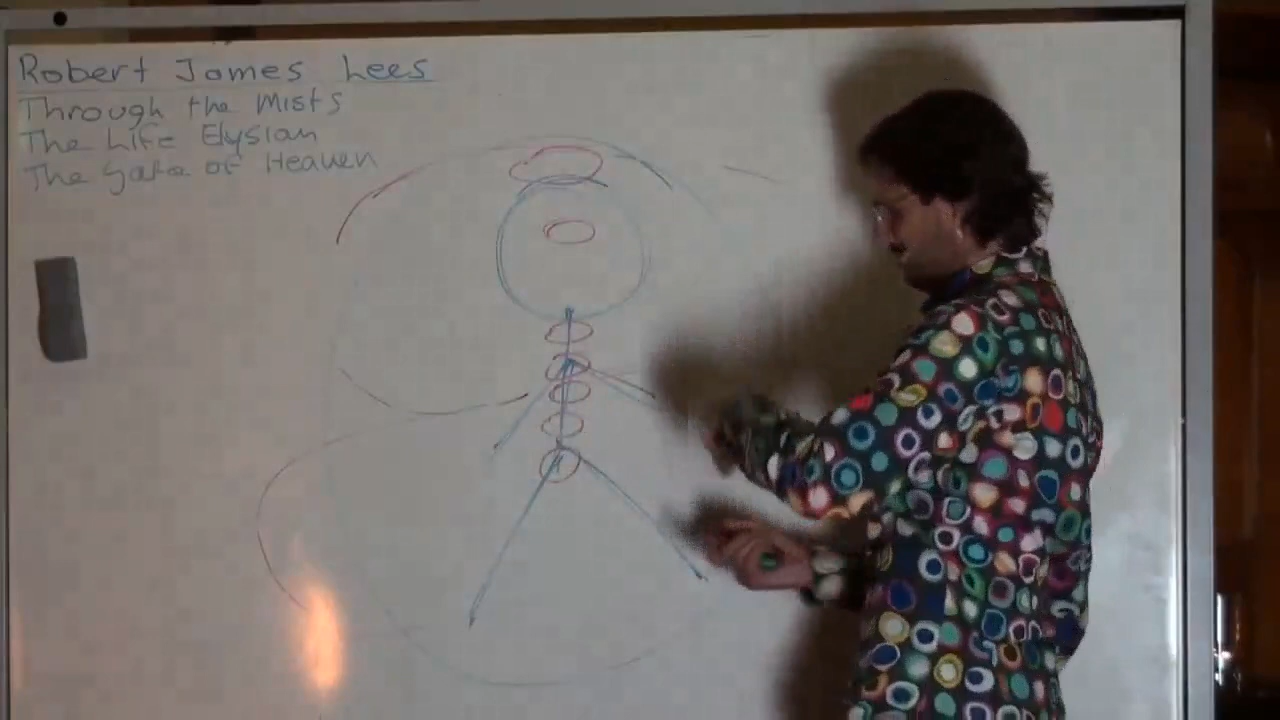 Robert James Lees
Through the Mists
The Life Elysian
The Gate of Heaven